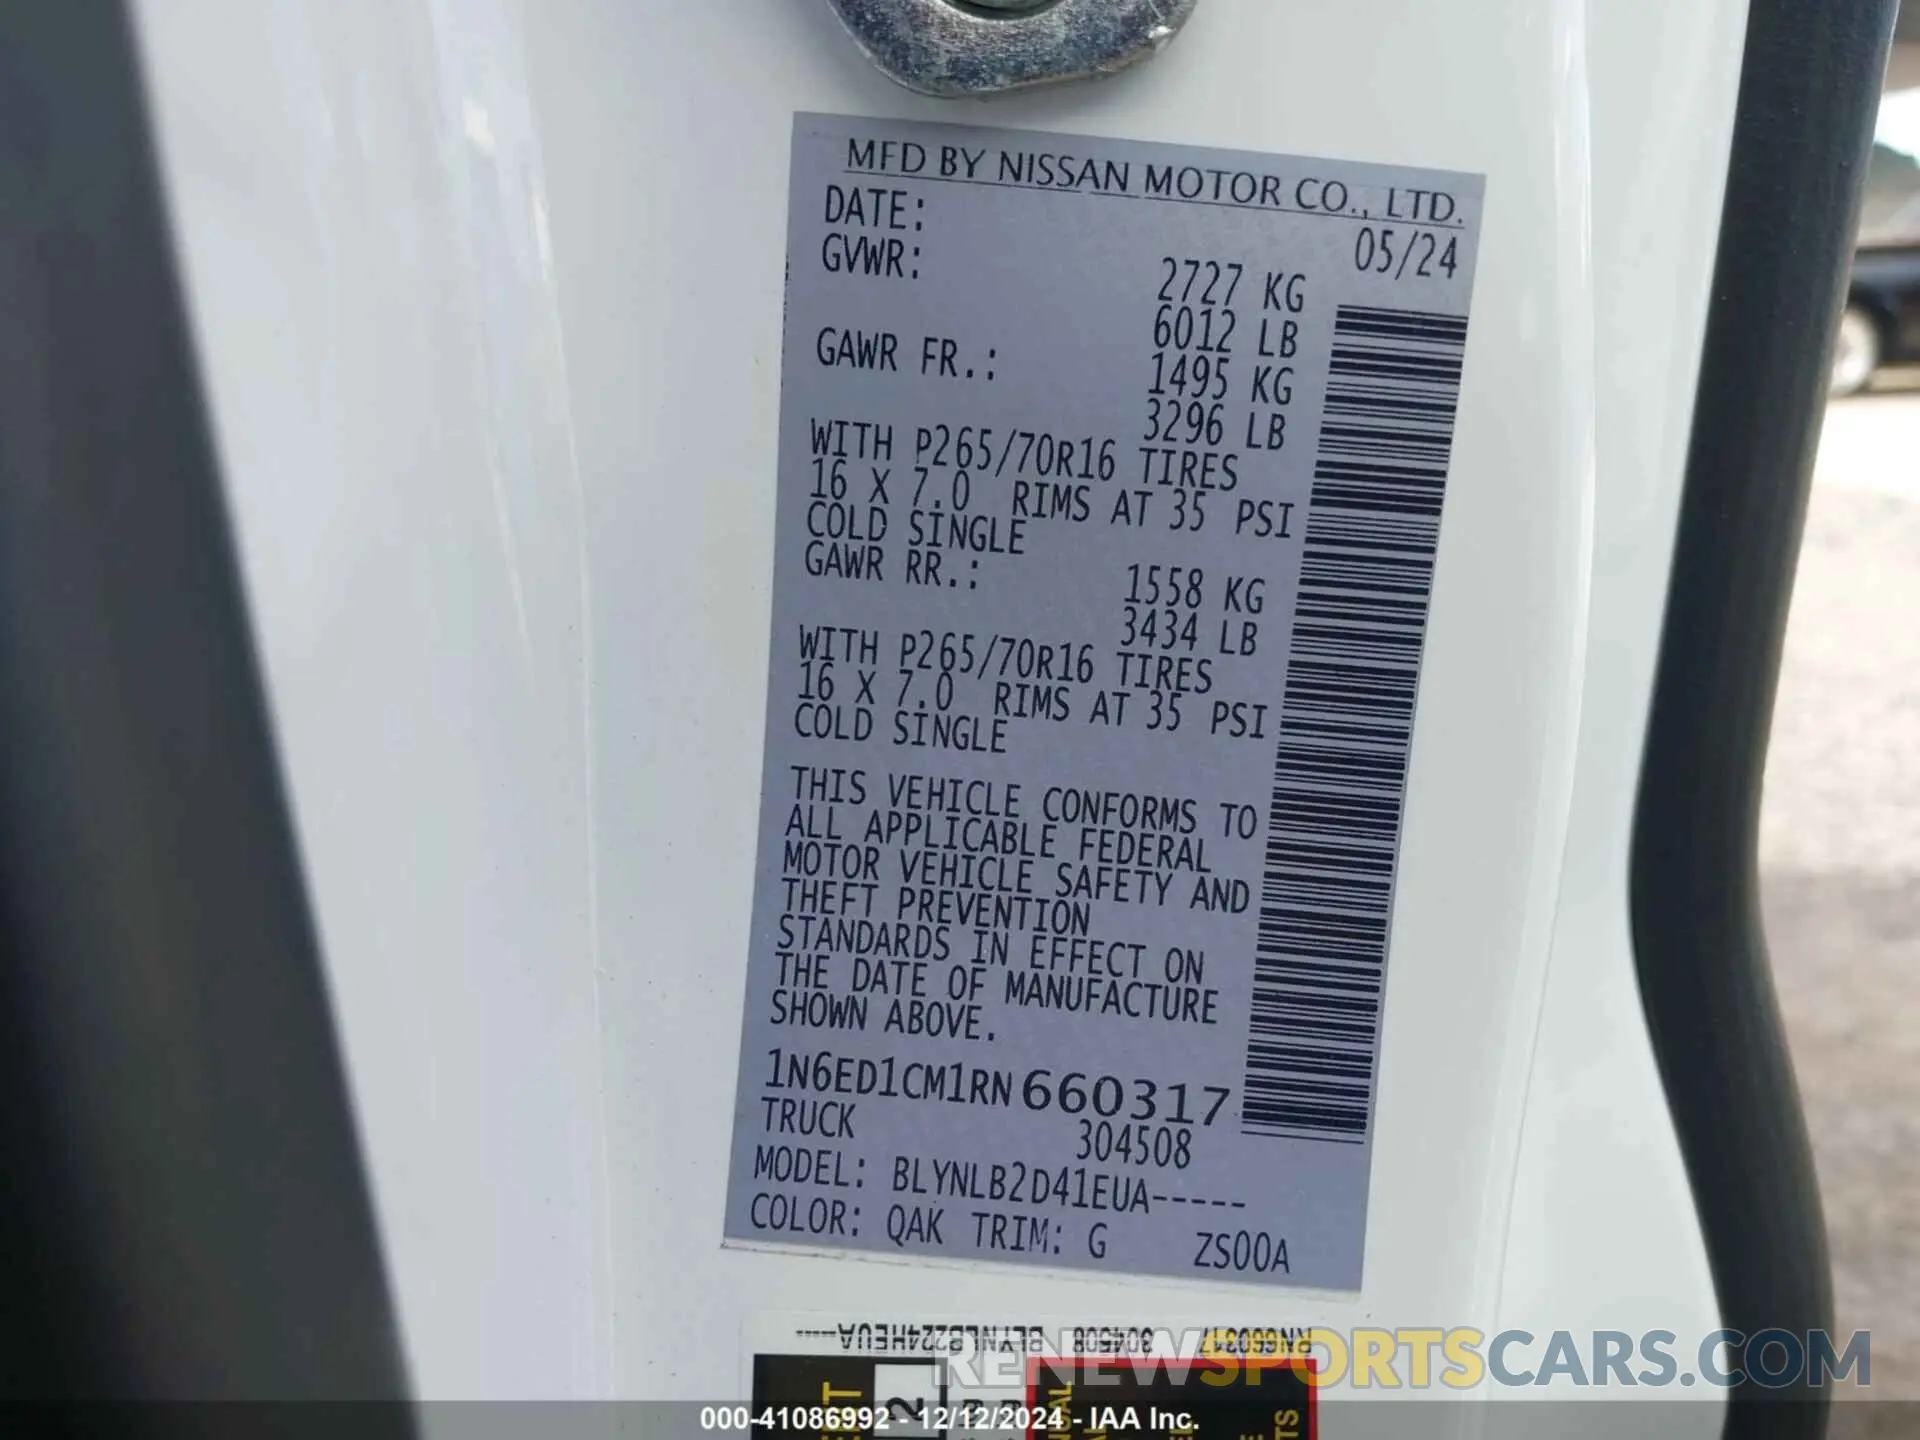 MFD BY NISSAN MOTOR CO., LTD.
DATE: 05/24
GVWR: 2727 KG
6012 LB
GAWR FR.: 1495 KG
3296 LB
WITH P265/70R16 TIRES
16 X 7.0 RIMS AT 35 PSI
COLD SINGLE
GAWR RR.: 1558 KG
3434 LB
WITH P265/70R16 TIRES
16 X 7.0 RIMS AT 35 PSI
COLD SINGLE
THIS VEHICLE CONFORMS TO
ALL APPLICABLE FEDERAL
MOTOR VEHICLE SAFETY AND
THEFT PREVENTION
STANDARDS IN EFFECT ON
THE DATE OF MANUFACTURE
SHOWN ABOVE.
1N6ED1CM1RN660317
TRUCK 304508
MODEL: BLYNLB2D41EUA-----
COLOR: QAK TRIM: G ZS00A
RN660317 304508 BLYNLB224HEUA-----
2
RENEWSPORTSCARS.COM
000-41086992 - 12/12/2024 - IAA Inc.